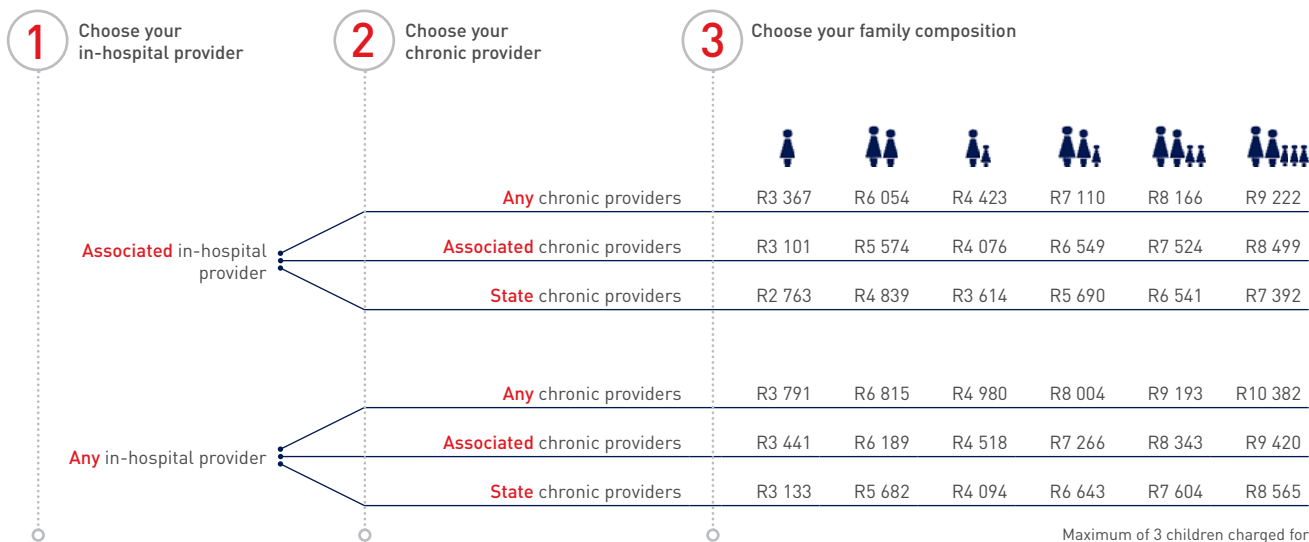 1
Choose your
in-hospital provider
2
Choose your
chronic provider
3
Choose your family composition
Any chronic providers R3 367 R6 054 R4 423 R7 110 R8 166 R9 222
Associated in-hospital
provider
Associated chronic providers R3 101 R5 574 R4 076 R6 549 R7 524 R8 499
State chronic providers R2 763 R4 839 R3 614 R5 690 R6 541 R7 392
Any chronic providers R3 791 R6 815 R4 980 R8 004 R9 193 R10 382
Any in-hospital provider
Associated chronic providers R3 441 R6 189 R4 518 R7 266 R8 343 R9 420
State chronic providers R3 133 R5 682 R4 094 R6 643 R7 604 R8 565
Maximum of 3 children charged for